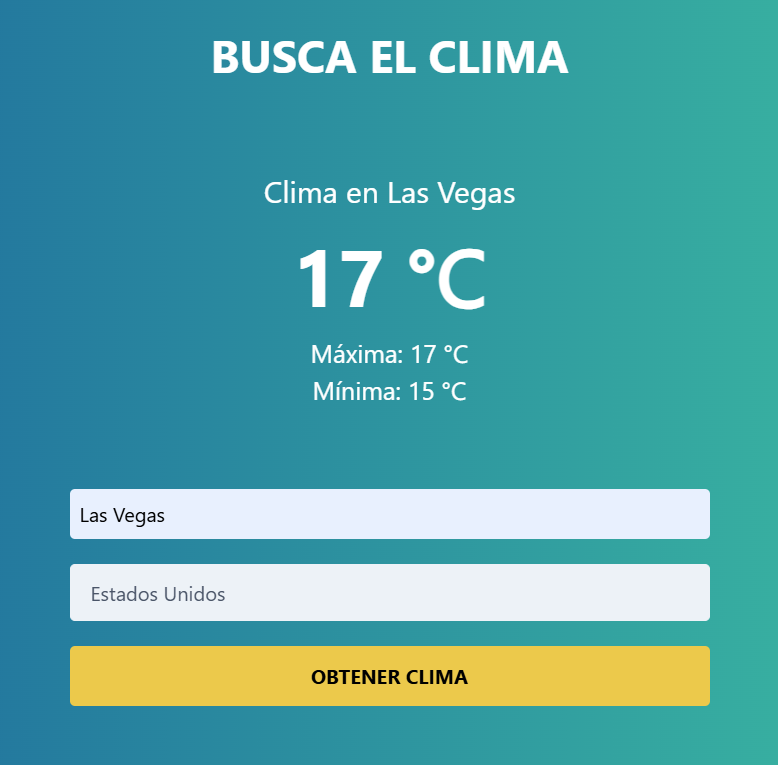 BUSCA EL CLIMA
Clima en Las Vegas
17 °C
Máxima: 17 °C
Mínima: 15 °C
Las Vegas
Estados Unidos
OBTENER CLIMA